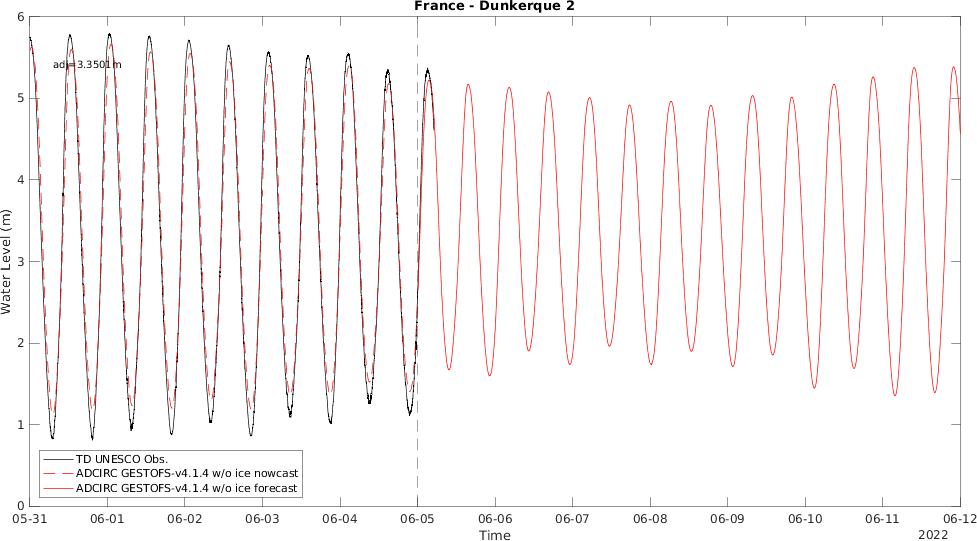 France - Dunkerque 2
6
adj=3.3501m
5
4
3
2
1
0
Water Level (m)
TD UNESCO Obs.
ADCIRC GESTOFS-v4.1.4 w/o ice nowcast
ADCIRC GESTOFS-v4.1.4 w/o ice forecast
05-31 06-01 06-02 06-03 06-04 06-05 06-06 06-07 06-08 06-09 06-10 06-11 06-12
Time
2022